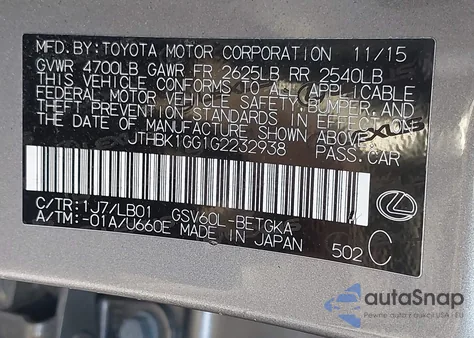 MFD. BY: TOYOTA MOTOR CORPORATION 11/15
GVWR 4700LB GAWR FR 2625LB RR 2540LB
THIS VEHICLE CONFORMS TO ALL APPLICABLE
FEDERAL MOTOR VEHICLE SAFETY, BUMPER, AND
THEFT PREVENTION STANDARDS IN EFFECT ON
THE DATE OF MANUFACTURE SHOWN ABOVE.
JTHBK1GG1G2232938 PASS.CAR
C/TR: 1J7/LB01 GSV60L-BETGKA
A/TM:-01A/U660E MADE IN JAPAN
502 C
LEXUS
autoSnap